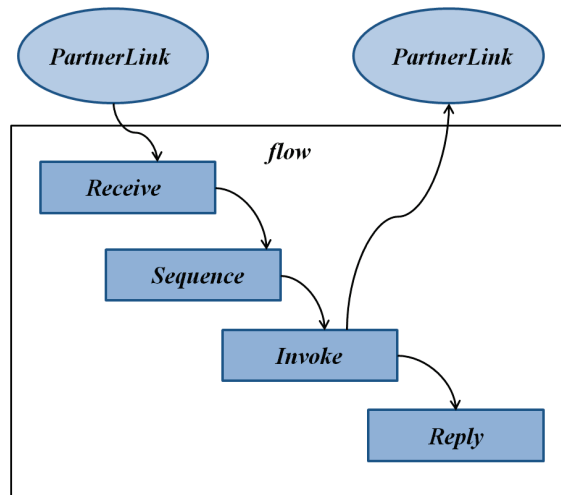 PartnerLink
PartnerLink
flow
Receive
Sequence
Invoke
Reply